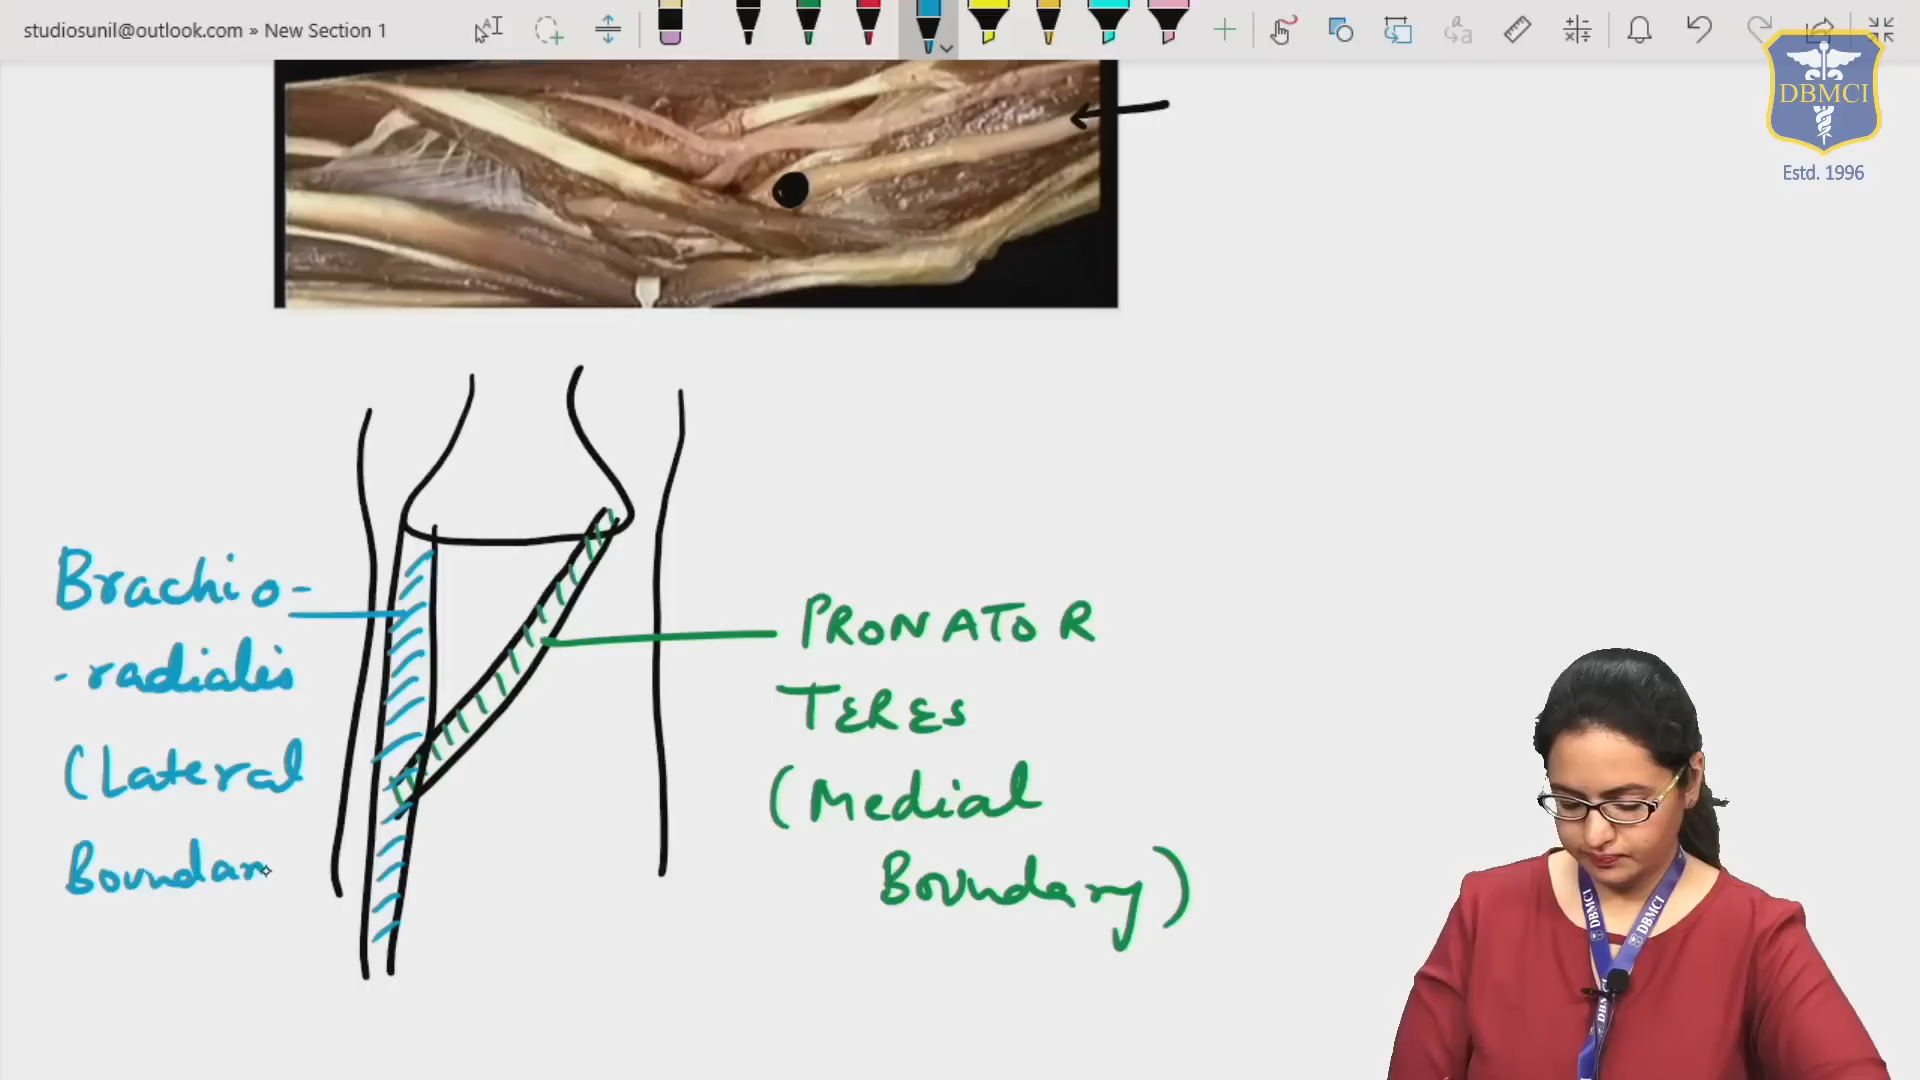 studiosunil@outlook.com » New Section 1
DBMCI
Estd. 1996
Brachio-
-radialis
(Lateral
Boundar
PRONATOR
TERES
(Medial
Boundary)
DBMCI
DBMCI
DBMCI